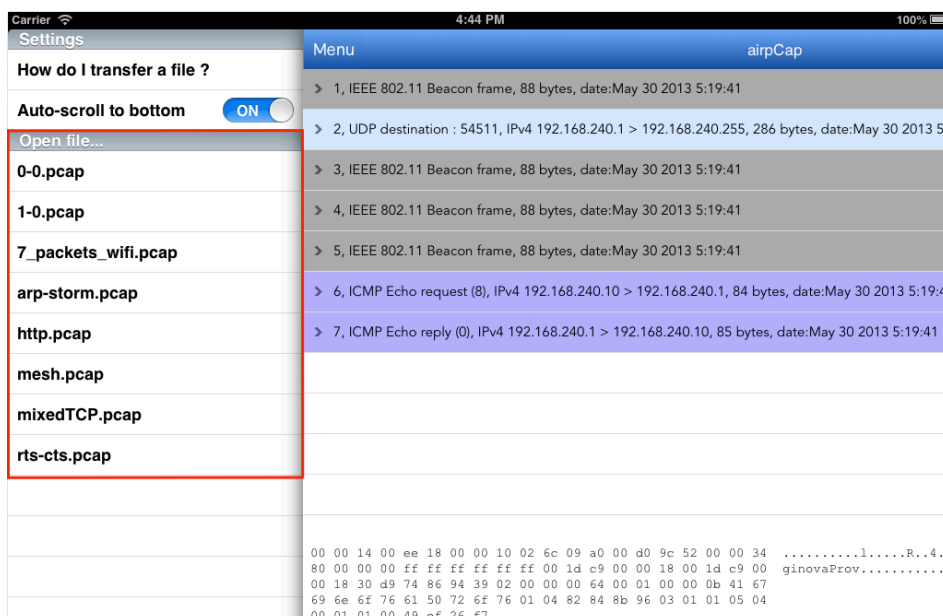 Carrier 4:44 PM 100%
Settings
How do I transfer a file ?
Auto-scroll to bottom ON
Open file...
0-0.pcap
1-0.pcap
7_packets_wifi.pcap
arp-storm.pcap
http.pcap
mesh.pcap
mixedTCP.pcap
rts-cts.pcap
Menu airpCap
1, IEEE 802.11 Beacon frame, 88 bytes, date:May 30 2013 5:19:41
2, UDP destination : 54511, IPv4 192.168.240.1 > 192.168.240.255, 286 bytes, date:May 30 2013 5
3, IEEE 802.11 Beacon frame, 88 bytes, date:May 30 2013 5:19:41
4, IEEE 802.11 Beacon frame, 88 bytes, date:May 30 2013 5:19:41
5, IEEE 802.11 Beacon frame, 88 bytes, date:May 30 2013 5:19:41
6, ICMP Echo request (8), IPv4 192.168.240.10 > 192.168.240.1, 84 bytes, date:May 30 2013 5:19:4
7, ICMP Echo reply (0), IPv4 192.168.240.1 > 192.168.240.10, 85 bytes, date:May 30 2013 5:19:41
00 00 14 00 ee 18 00 00 10 02 6c 09 a0 00 d0 9c 52 00 00 34 ..........l.....R..4.
80 00 00 00 ff ff ff ff ff ff 00 1d c9 00 00 18 00 1d c9 00 ginovaProv...........
00 18 30 d9 74 86 94 39 02 00 00 00 64 00 01 00 00 0b 41 67
69 6e 6f 76 61 50 72 6f 76 01 04 82 84 8b 96 03 01 01 05 04
00 01 01 00 49 ef 26 f7